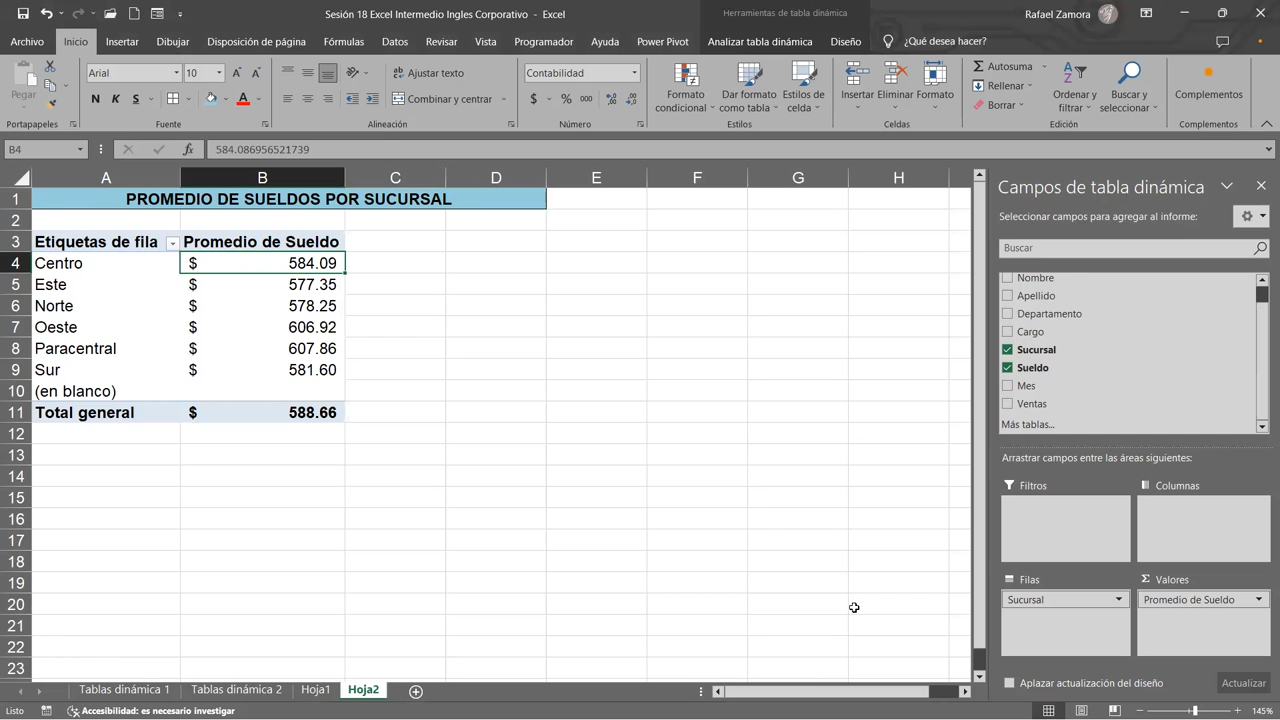 Sesión 18 Excel Intermedio Ingles Corporativo - Excel
Herramientas de tabla dinámica
Rafael Zamora
Archivo Inicio Insertar Dibujar Disposición de página Fórmulas Datos Revisar Vista Programador Ayuda Power Pivot Analizar tabla dinámica Diseño ¿Qué desea hacer?
Pegar
Arial 10
N K S
Ajustar texto
Combinar y centrar
Contabilidad
$ % 000
Formato condicional
Dar formato como tabla
Estilos de celda
Insertar Eliminar Formato
Autosuma
Rellenar
Borrar
Ordenar y filtrar
Buscar y seleccionar
Complementos
Portapapeles Fuente Alineación Número Estilos Celdas Edición Complementos
B4 fx 584.086956521739
A B C D E F G H
1 PROMEDIO DE SUELDOS POR SUCURSAL
2
3 Etiquetas de fila Promedio de Sueldo
4 Centro $ 584.09
5 Este $ 577.35
6 Norte $ 578.25
7 Oeste $ 606.92
8 Paracentral $ 607.86
9 Sur $ 581.60
10 (en blanco)
11 Total general $ 588.66
12
13
14
15
16
17
18
19
20
21
22
23
Campos de tabla dinámica
Seleccionar campos para agregar al informe:
Buscar
Nombre
Apellido
Departamento
Cargo
Sucursal
Sueldo
Mes
Ventas
Más tablas...
Arrastrar campos entre las áreas siguientes:
Filtros Columnas
Filas Σ Valores
Sucursal Promedio de Sueldo
Aplazar actualización del diseño Actualizar
Tablas dinámica 1 Tablas dinámica 2 Hoja1 Hoja2
Listo Accesibilidad: es necesario investigar 145%